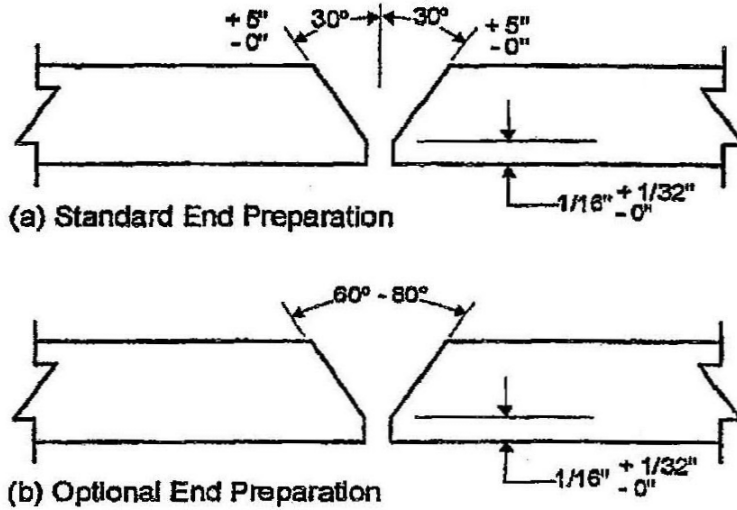 + 5" 30° 30° + 5"
- 0" - 0"
1/16" + 1/32"
- 0"
(a) Standard End Preparation
60° - 80°
1/16" + 1/32"
- 0"
(b) Optional End Preparation